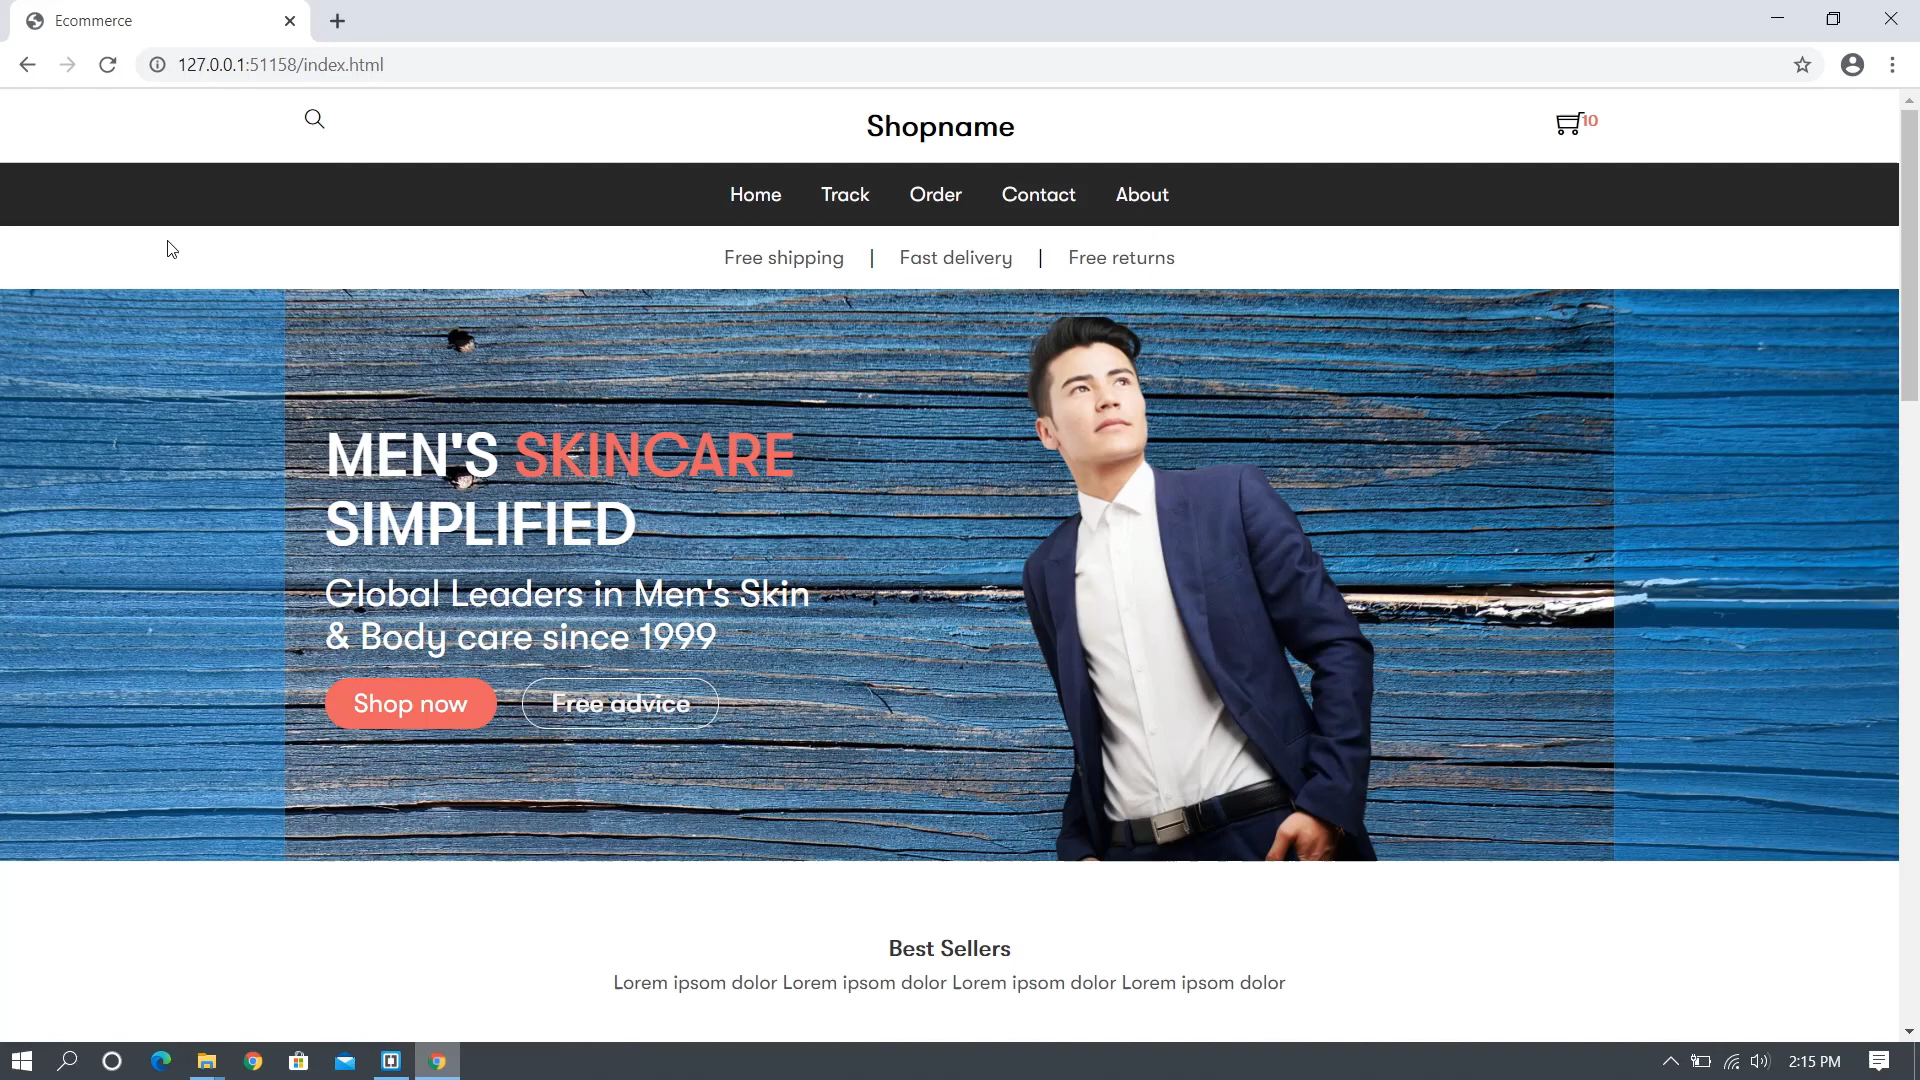 Ecommerce
127.0.0.1:51158/index.html
Shopname
10
Home Track Order Contact About
Free shipping | Fast delivery | Free returns
MEN'S SKINCARE
SIMPLIFIED
Global Leaders in Men's Skin
& Body care since 1999
Shop now Free advice
Best Sellers
Lorem ipsom dolor Lorem ipsom dolor Lorem ipsom dolor Lorem ipsom dolor
2:15 PM